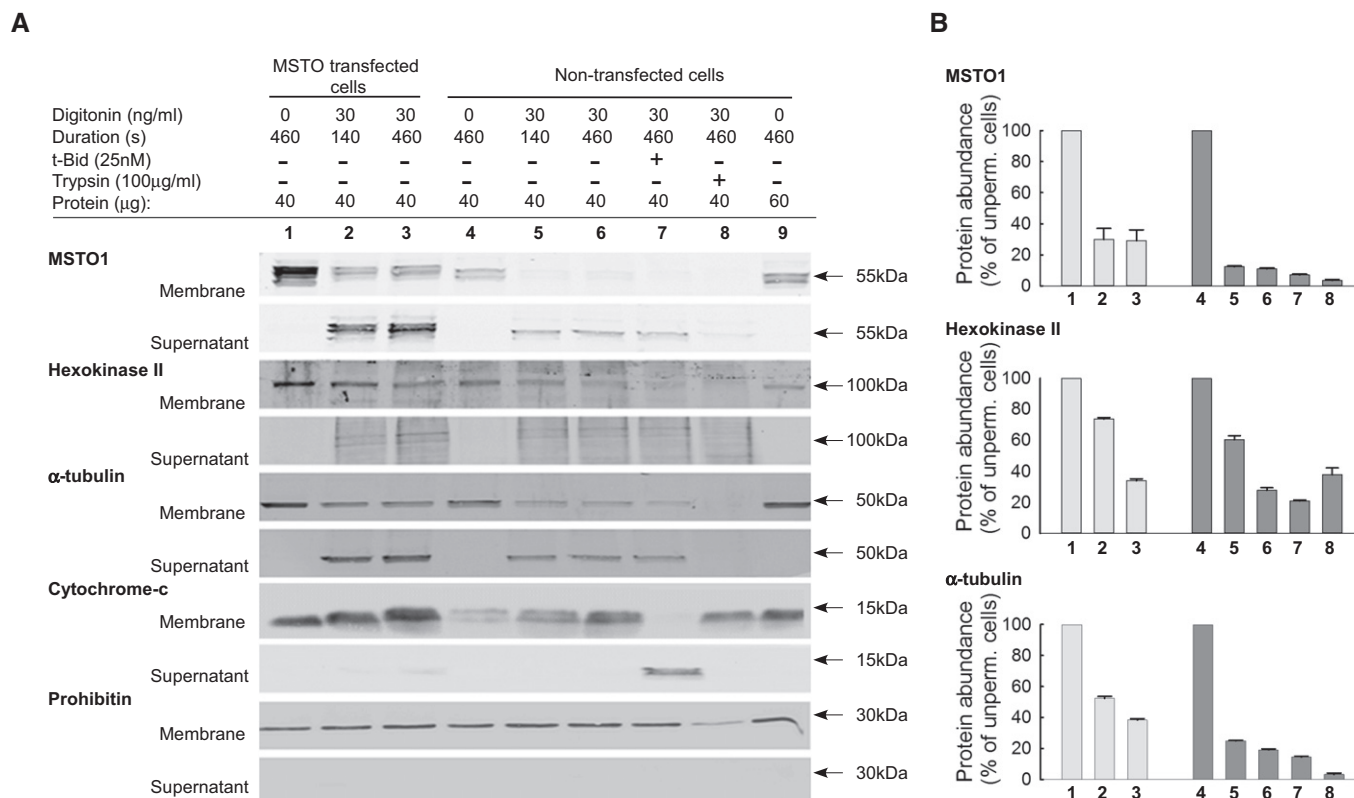 A
MSTO transfected
cells
Non-transfected cells
Digitonin (ng/ml) 0 30 30 0 30 30 30 30 0
Duration (s) 460 140 460 460 140 460 460 460 460
t-Bid (25nM) - - - - - - + - -
Trypsin (100µg/ml) - - - - - - - + -
Protein (µg): 40 40 40 40 40 40 40 40 60
1 2 3 4 5 6 7 8 9
MSTO1
Membrane 55kDa
Supernatant 55kDa
Hexokinase II
Membrane 100kDa
Supernatant 100kDa
α-tubulin
Membrane 50kDa
Supernatant 50kDa
Cytochrome-c
Membrane 15kDa
Supernatant 15kDa
Prohibitin
Membrane 30kDa
Supernatant 30kDa
B
MSTO1
Protein abundance
(% of unperm. cells)
100
80
60
40
20
0
1 2 3 4 5 6 7 8
Hexokinase II
Protein abundance
(% of unperm. cells)
100
80
60
40
20
0
1 2 3 4 5 6 7 8
α-tubulin
Protein abundance
(% of unperm. cells)
100
80
60
40
20
0
1 2 3 4 5 6 7 8